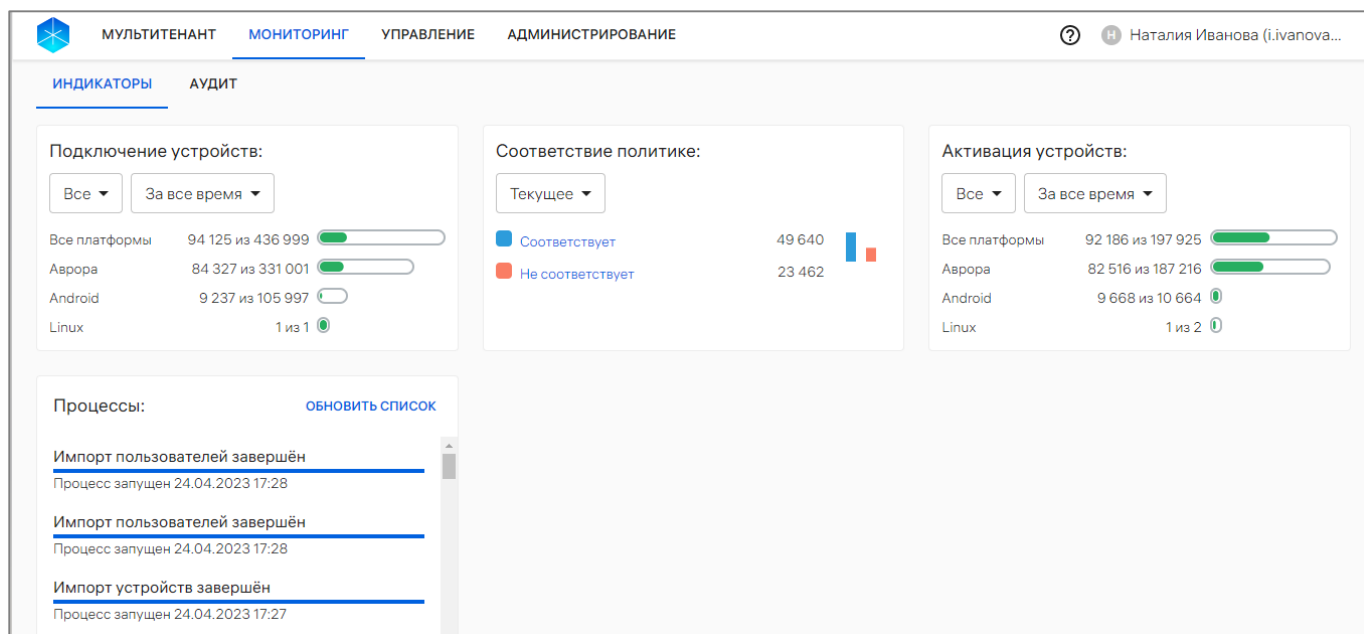 МУЛЬТИТЕНАНТ МОНИТОРИНГ УПРАВЛЕНИЕ АДМИНИСТРИРОВАНИЕ ? Н Наталия Иванова (i.ivanova...
ИНДИКАТОРЫ АУДИТ
Подключение устройств:
Все За все время
Все платформы 94 125 из 436 999
Аврора 84 327 из 331 001
Android 9 237 из 105 997
Linux 1 из 1
Соответствие политике:
Текущее
Соответствует 49 640
Не соответствует 23 462
Активация устройств:
Все За все время
Все платформы 92 186 из 197 925
Аврора 82 516 из 187 216
Android 9 668 из 10 664
Linux 1 из 2
Процессы: ОБНОВИТЬ СПИСОК
Импорт пользователей завершён
Процесс запущен 24.04.2023 17:28
Импорт пользователей завершён
Процесс запущен 24.04.2023 17:28
Импорт устройств завершён
Процесс запущен 24.04.2023 17:27